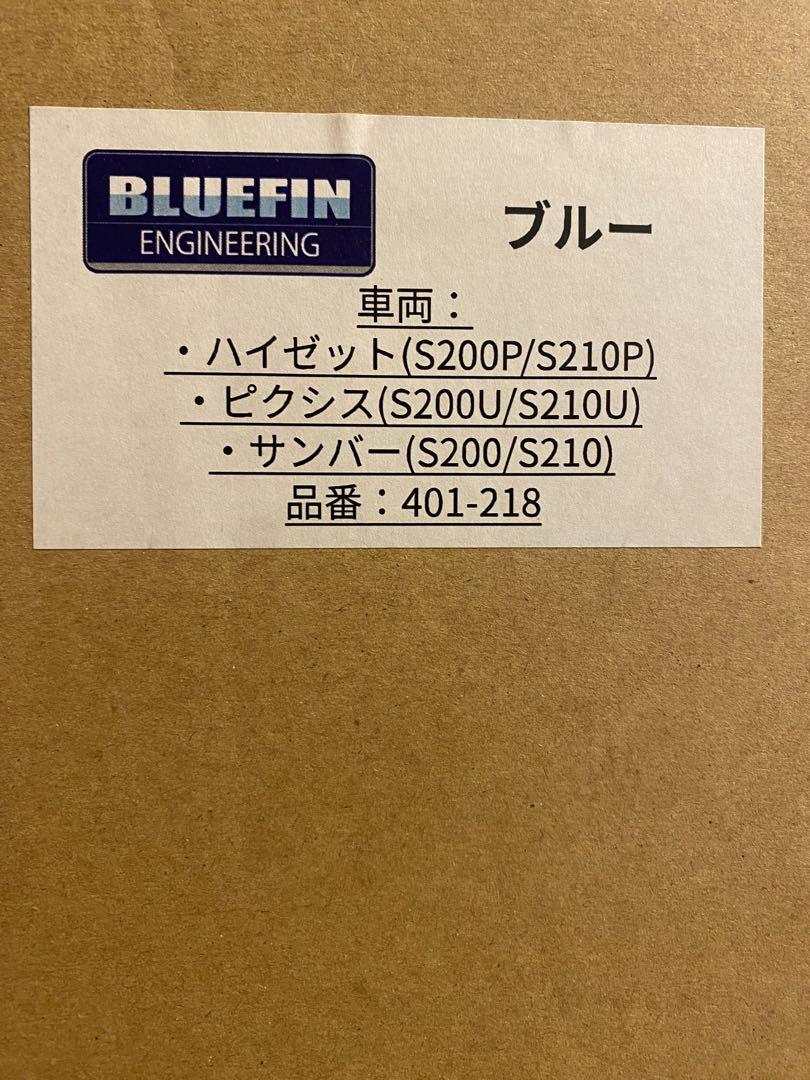 BLUEFIN
ENGINEERING
ブルー
車両：
・ハイゼット(S200P/S210P)
・ピクシス(S200U/S210U)
・サンバー(S200/S210)
品番：401-218